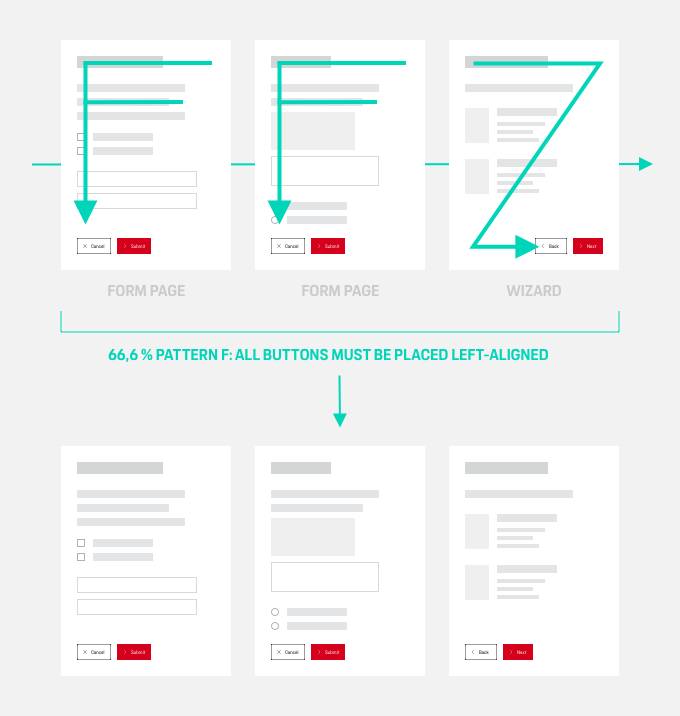 Cancel Submit Cancel Submit Back Next
FORM PAGE FORM PAGE WIZARD
66,6 % PATTERN F: ALL BUTTONS MUST BE PLACED LEFT-ALIGNED
Cancel Submit Cancel Submit Back Next